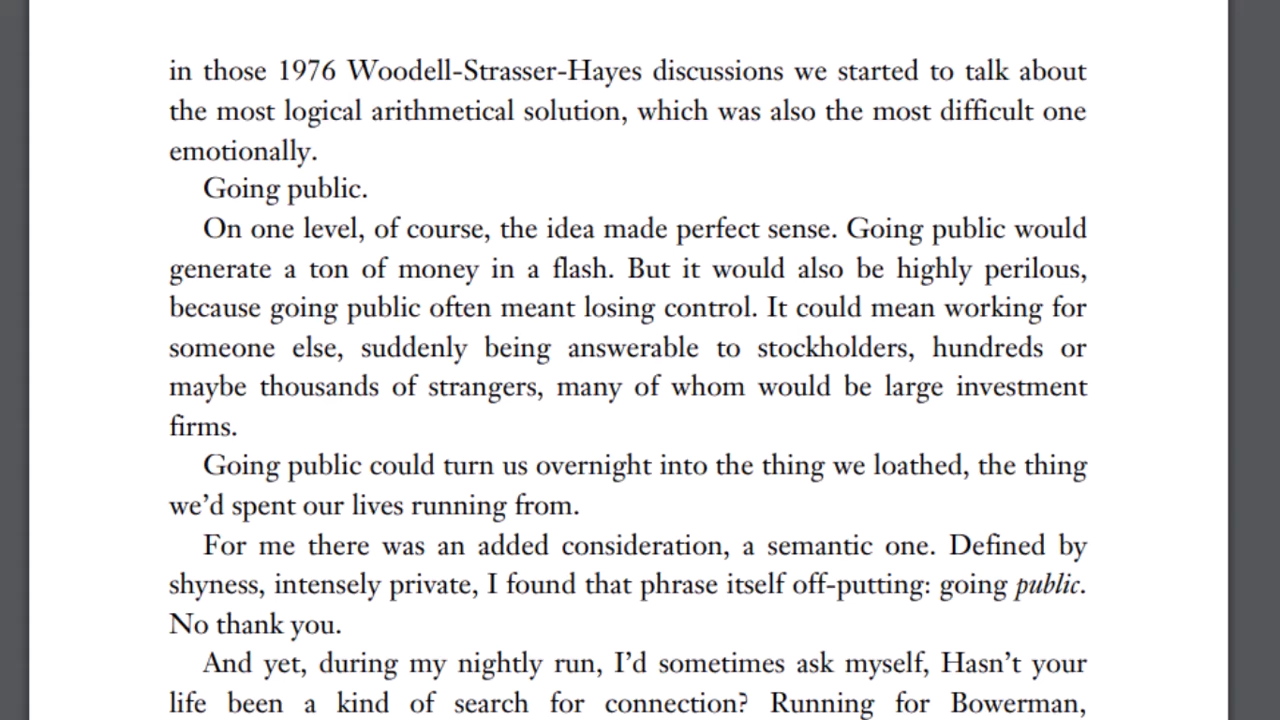 in those 1976 Woodell-Strasser-Hayes discussions we started to talk about
the most logical arithmetical solution, which was also the most difficult one
emotionally.
Going public.
On one level, of course, the idea made perfect sense. Going public would
generate a ton of money in a flash. But it would also be highly perilous,
because going public often meant losing control. It could mean working for
someone else, suddenly being answerable to stockholders, hundreds or
maybe thousands of strangers, many of whom would be large investment
firms.
Going public could turn us overnight into the thing we loathed, the thing
we’d spent our lives running from.
For me there was an added consideration, a semantic one. Defined by
shyness, intensely private, I found that phrase itself off-putting: going public.
No thank you.
And yet, during my nightly run, I’d sometimes ask myself, Hasn’t your
life been a kind of search for connection? Running for Bowerman,